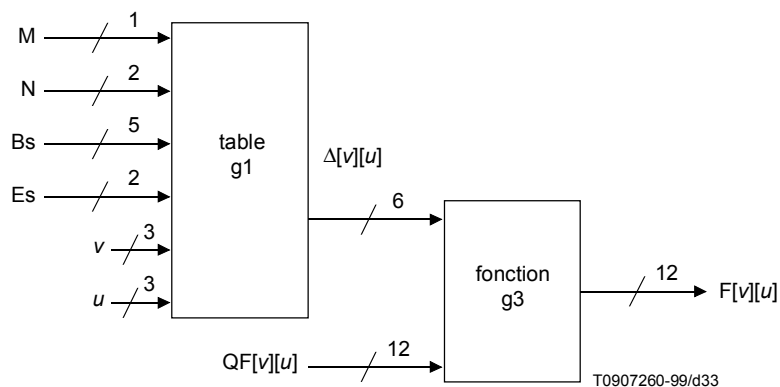 M
1
N
2
Bs
5
Es
2
v
3
u
3
table
g1
Δ[v][u]
6
QF[v][u]
12
fonction
g3
12
F[v][u]
T0907260-99/d33